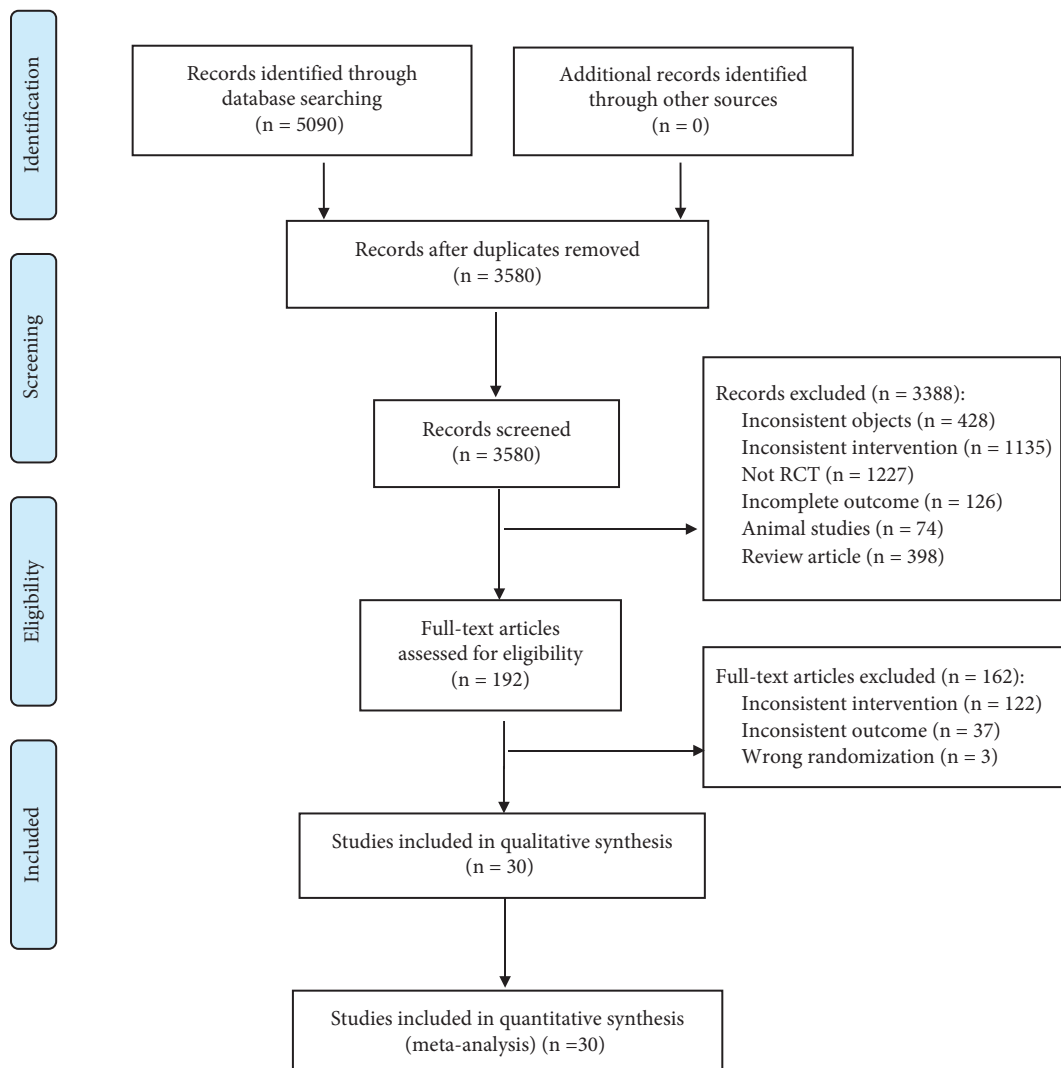 Identification
Records identified through
database searching
(n = 5090)
Additional records identified
through other sources
(n = 0)
Records after duplicates removed
(n = 3580)
Screening
Records screened
(n = 3580)
Records excluded (n = 3388):
Inconsistent objects (n = 428)
Inconsistent intervention (n = 1135)
Not RCT (n = 1227)
Incomplete outcome (n = 126)
Animal studies (n = 74)
Review article (n = 398)
Eligibility
Full-text articles
assessed for eligibility
(n = 192)
Full-text articles excluded (n = 162):
Inconsistent intervention (n = 122)
Inconsistent outcome (n = 37)
Wrong randomization (n = 3)
Included
Studies included in qualitative synthesis
(n = 30)
Studies included in quantitative synthesis
(meta-analysis) (n =30)